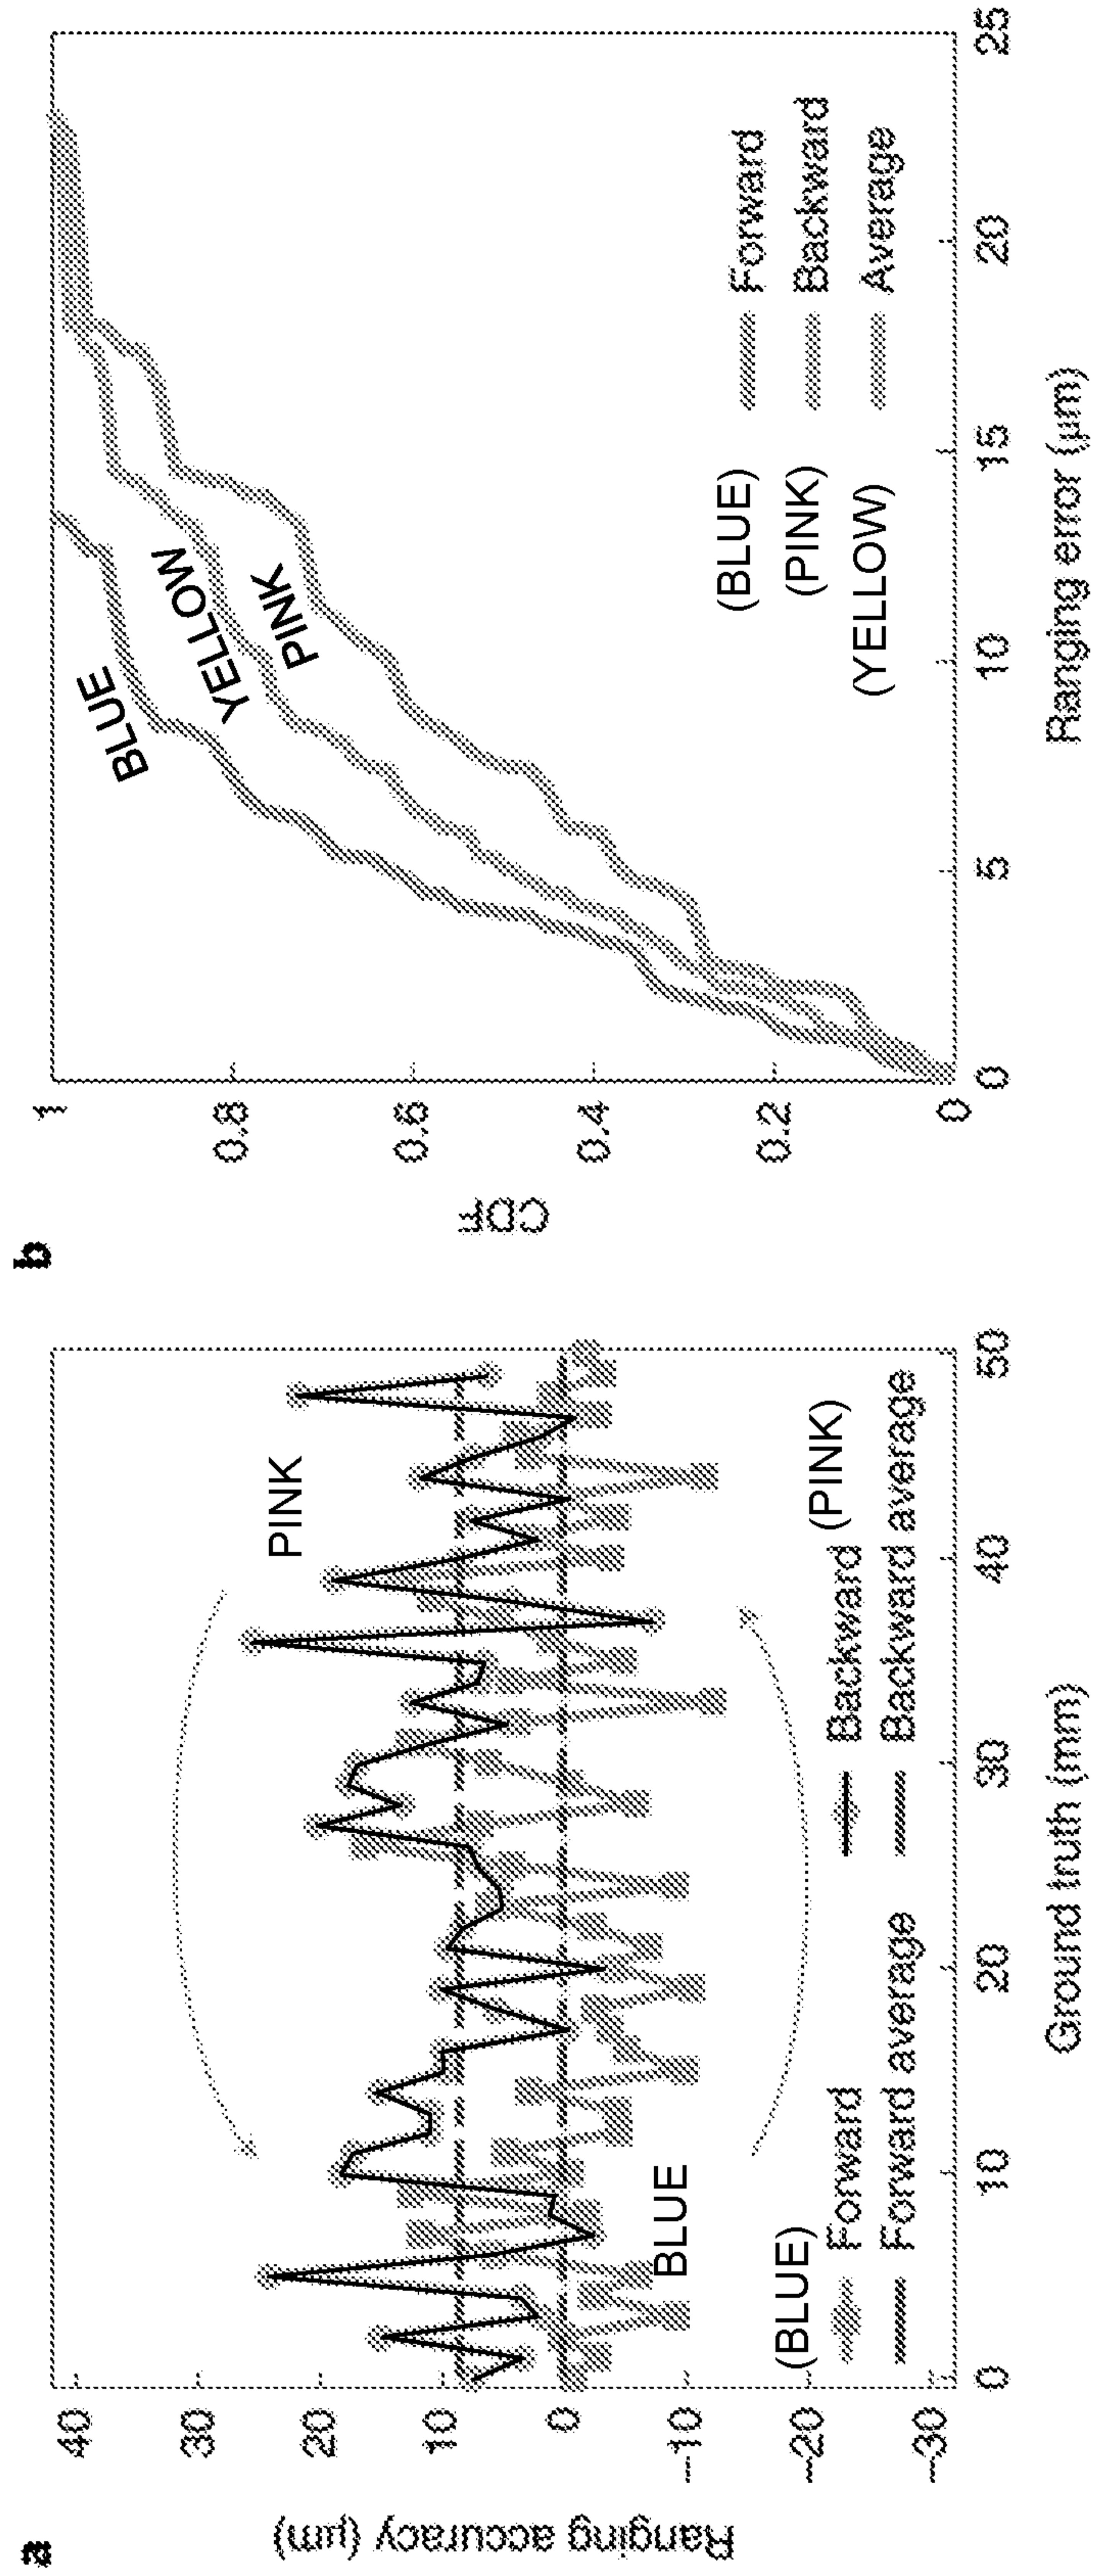 a
Ranging accuracy (μm)
40
30
20
10
0
−10
−20
−30
PINK
BLUE
(BLUE)
Forward
Backward (PINK)
Forward average
Backward average
0 10 20 30 40 50
Ground truth (mm)
b
CDF
1
0.8
0.6
0.4
0.2
0
BLUE
YELLOW
PINK
(BLUE) Forward
(PINK) Backward
(YELLOW) Average
0 5 10 15 20 25
Ranging error (μm)